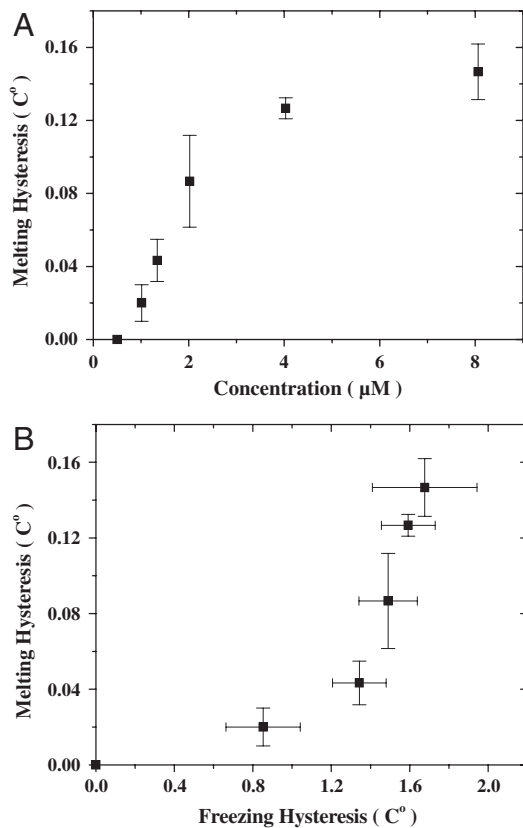 A
Melting Hysteresis ( C° )
0.16
0.12
0.08
0.04
0.00
0 2 4 6 8
Concentration ( μM )
B
Melting Hysteresis ( C° )
0.16
0.12
0.08
0.04
0.00
0.0 0.4 0.8 1.2 1.6 2.0
Freezing Hysteresis ( C° )